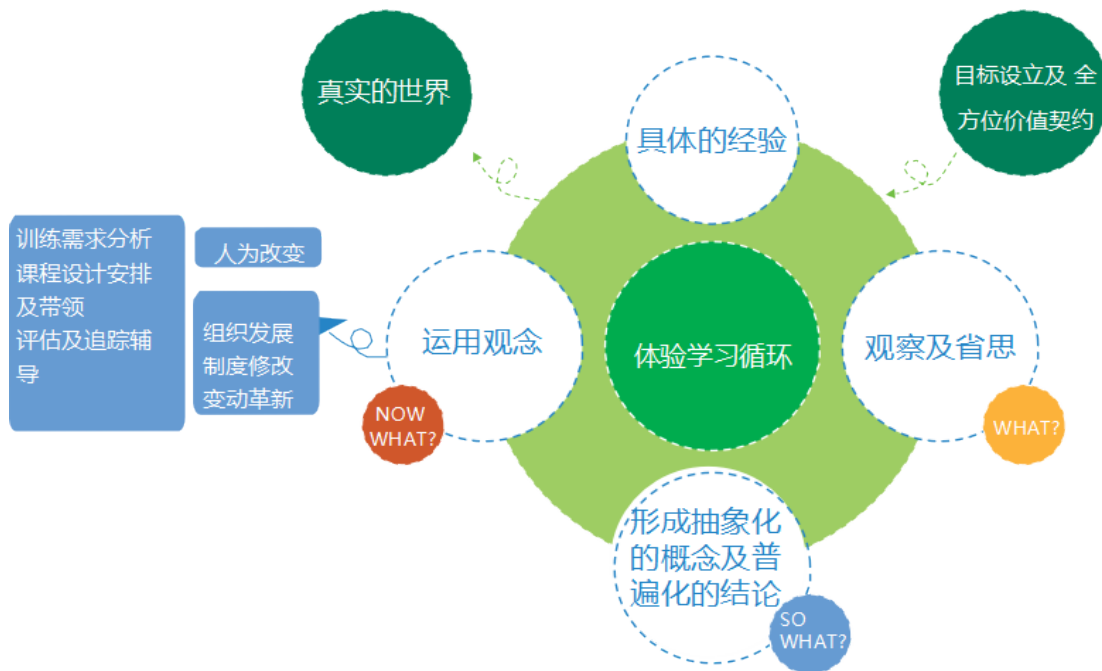 真实的世界
目标设立及 全
方位价值契约
具体的经验
训练需求分析
课程设计安排
及带领
评估及追踪辅
导
人为改变
组织发展
制度修改
变动革新
运用观念
体验学习循环
观察及省思
NOW
WHAT?
WHAT?
形成抽象化
的概念及普
遍化的结论
SO
WHAT?